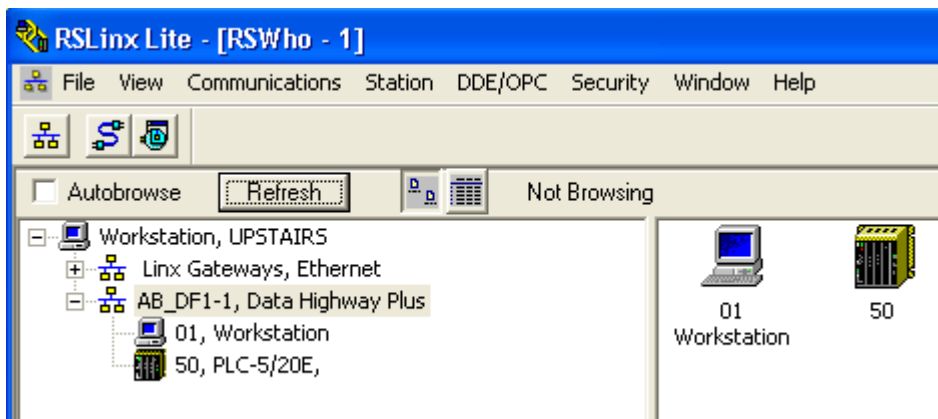 RSLinx Lite - [RSWho - 1]
File View Communications Station DDE/OPC Security Window Help
Autobrowse Refresh Not Browsing
Workstation, UPSTAIRS
Linx Gateways, Ethernet
AB_DF1-1, Data Highway Plus
01, Workstation
50, PLC-5/20E,
01
Workstation
50